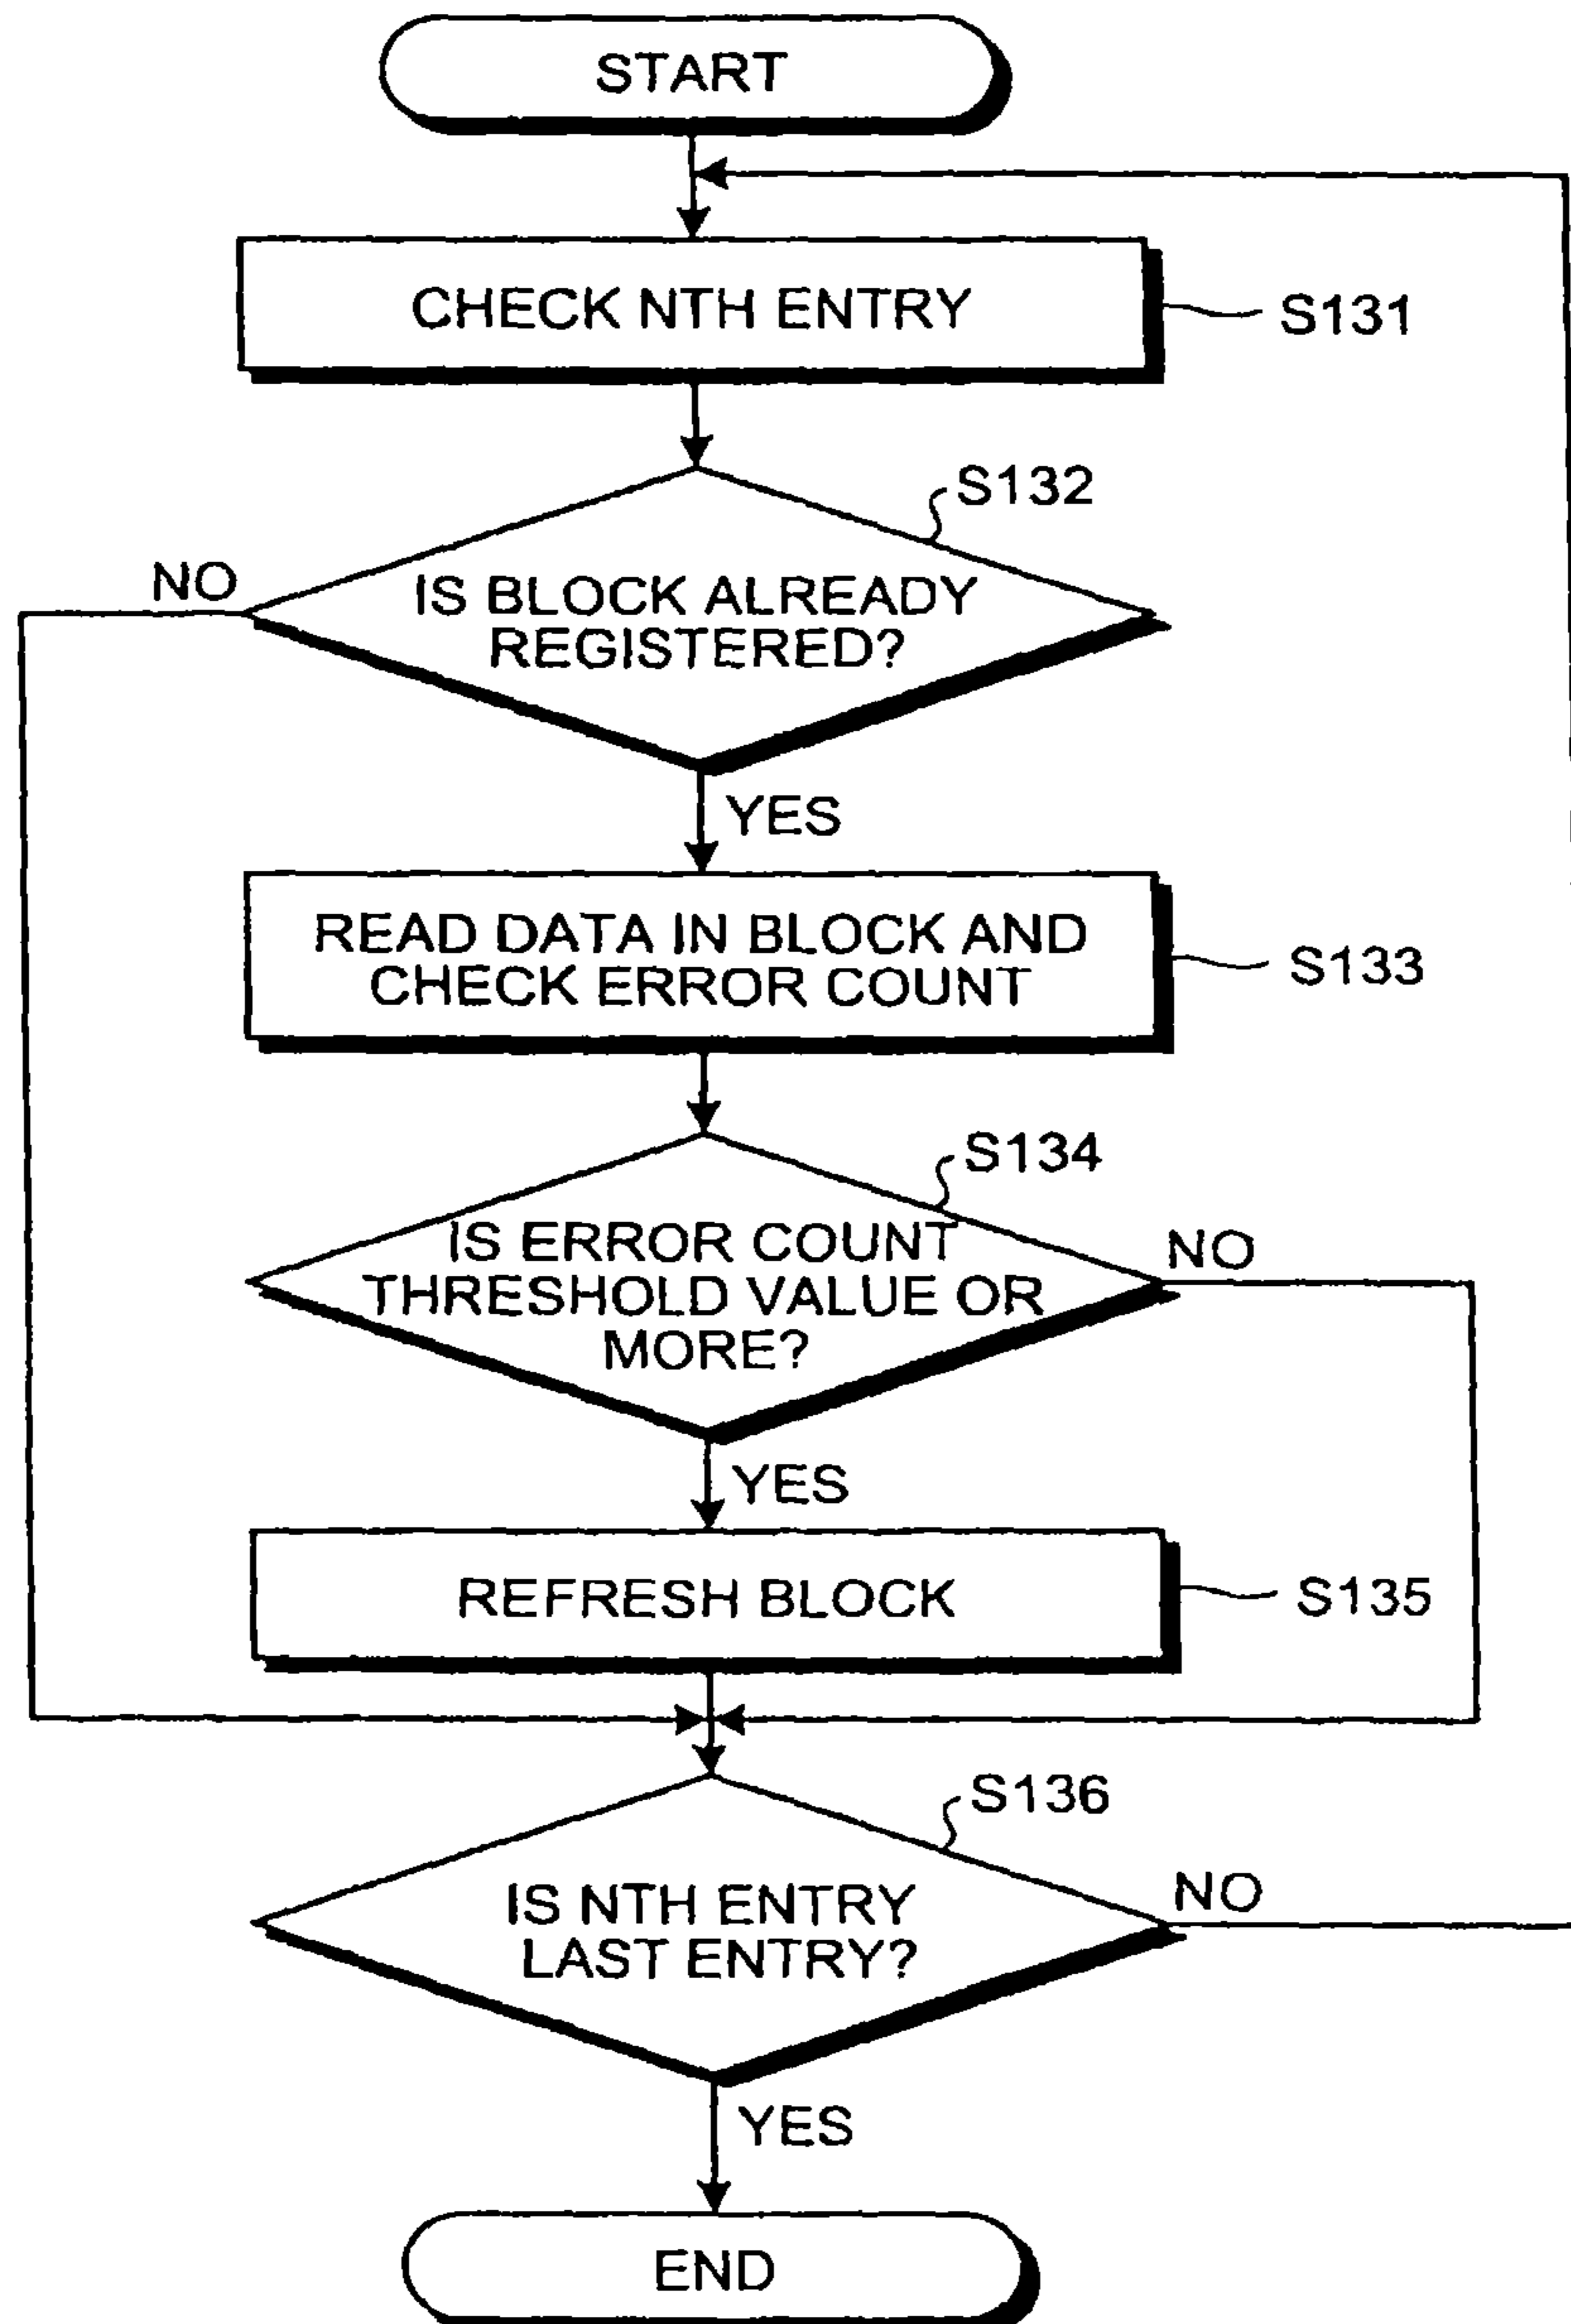 START
CHECK NTH ENTRY
S131
S132
NO
IS BLOCK ALREADY
REGISTERED?
YES
READ DATA IN BLOCK AND
CHECK ERROR COUNT
S133
S134
IS ERROR COUNT
THRESHOLD VALUE OR
MORE?
NO
YES
REFRESH BLOCK
S135
S136
IS NTH ENTRY
LAST ENTRY?
NO
YES
END